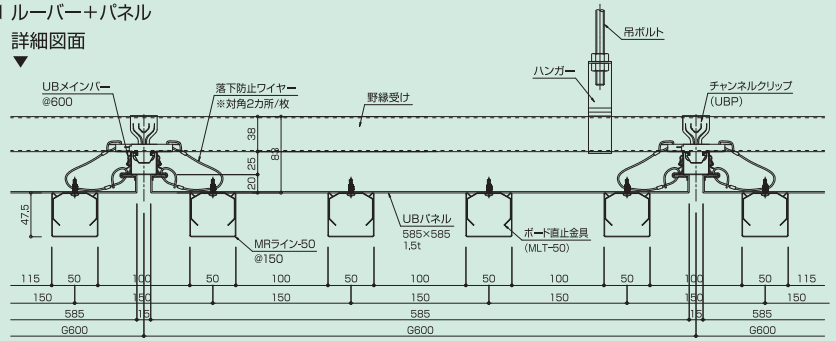 ルーバー+パネル
詳細図面
▼
吊ボルト
ハンガー
UBメインバー
@600
落下防止ワイヤー
※対角2カ所/枚
野縁受け
チャンネルクリップ
(UBP)
38
25
20
83
47.5
MRライン-50
@150
UBパネル
585×585
1.5t
ボード直止金具
(MLT-50)
115 50 100 50 100 50 100 50 100 50 100 50 115
150 150 150 150 150 150 150
585 15 585 15 585
G600 G600 G600